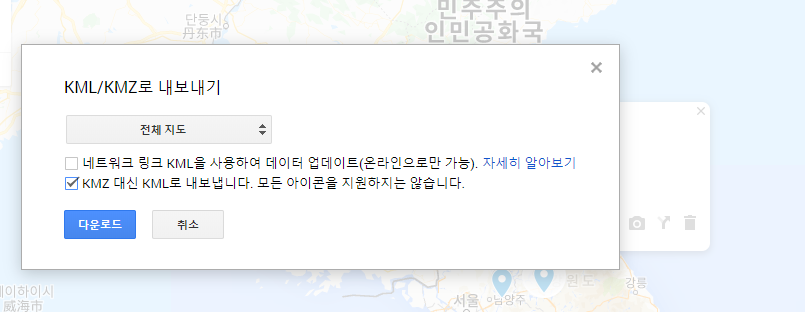 단둥시
丹东市
민주주의
인민공화국
KML/KMZ로 내보내기
전체 지도
네트워크 링크 KML을 사용하여 데이터 업데이트(온라인으로만 가능). 자세히 알아보기
KMZ 대신 KML로 내보냅니다. 모든 아이콘을 지원하지는 않습니다.
다운로드
취소
강릉
원도
서울
남양주
웨이하이시
威海市